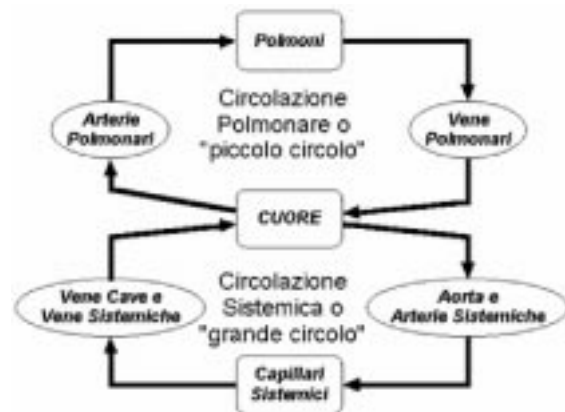 Polmoni
Circolazione
Polmonare o
"piccolo circolo"
Arterie
Polmonari
Vene
Polmonari
CUORE
Circolazione
Sistemica o
"grande circolo"
Vene Cave e
Vene Sistemiche
Aorta e
Arterie Sistemiche
Capillari
Sistemici